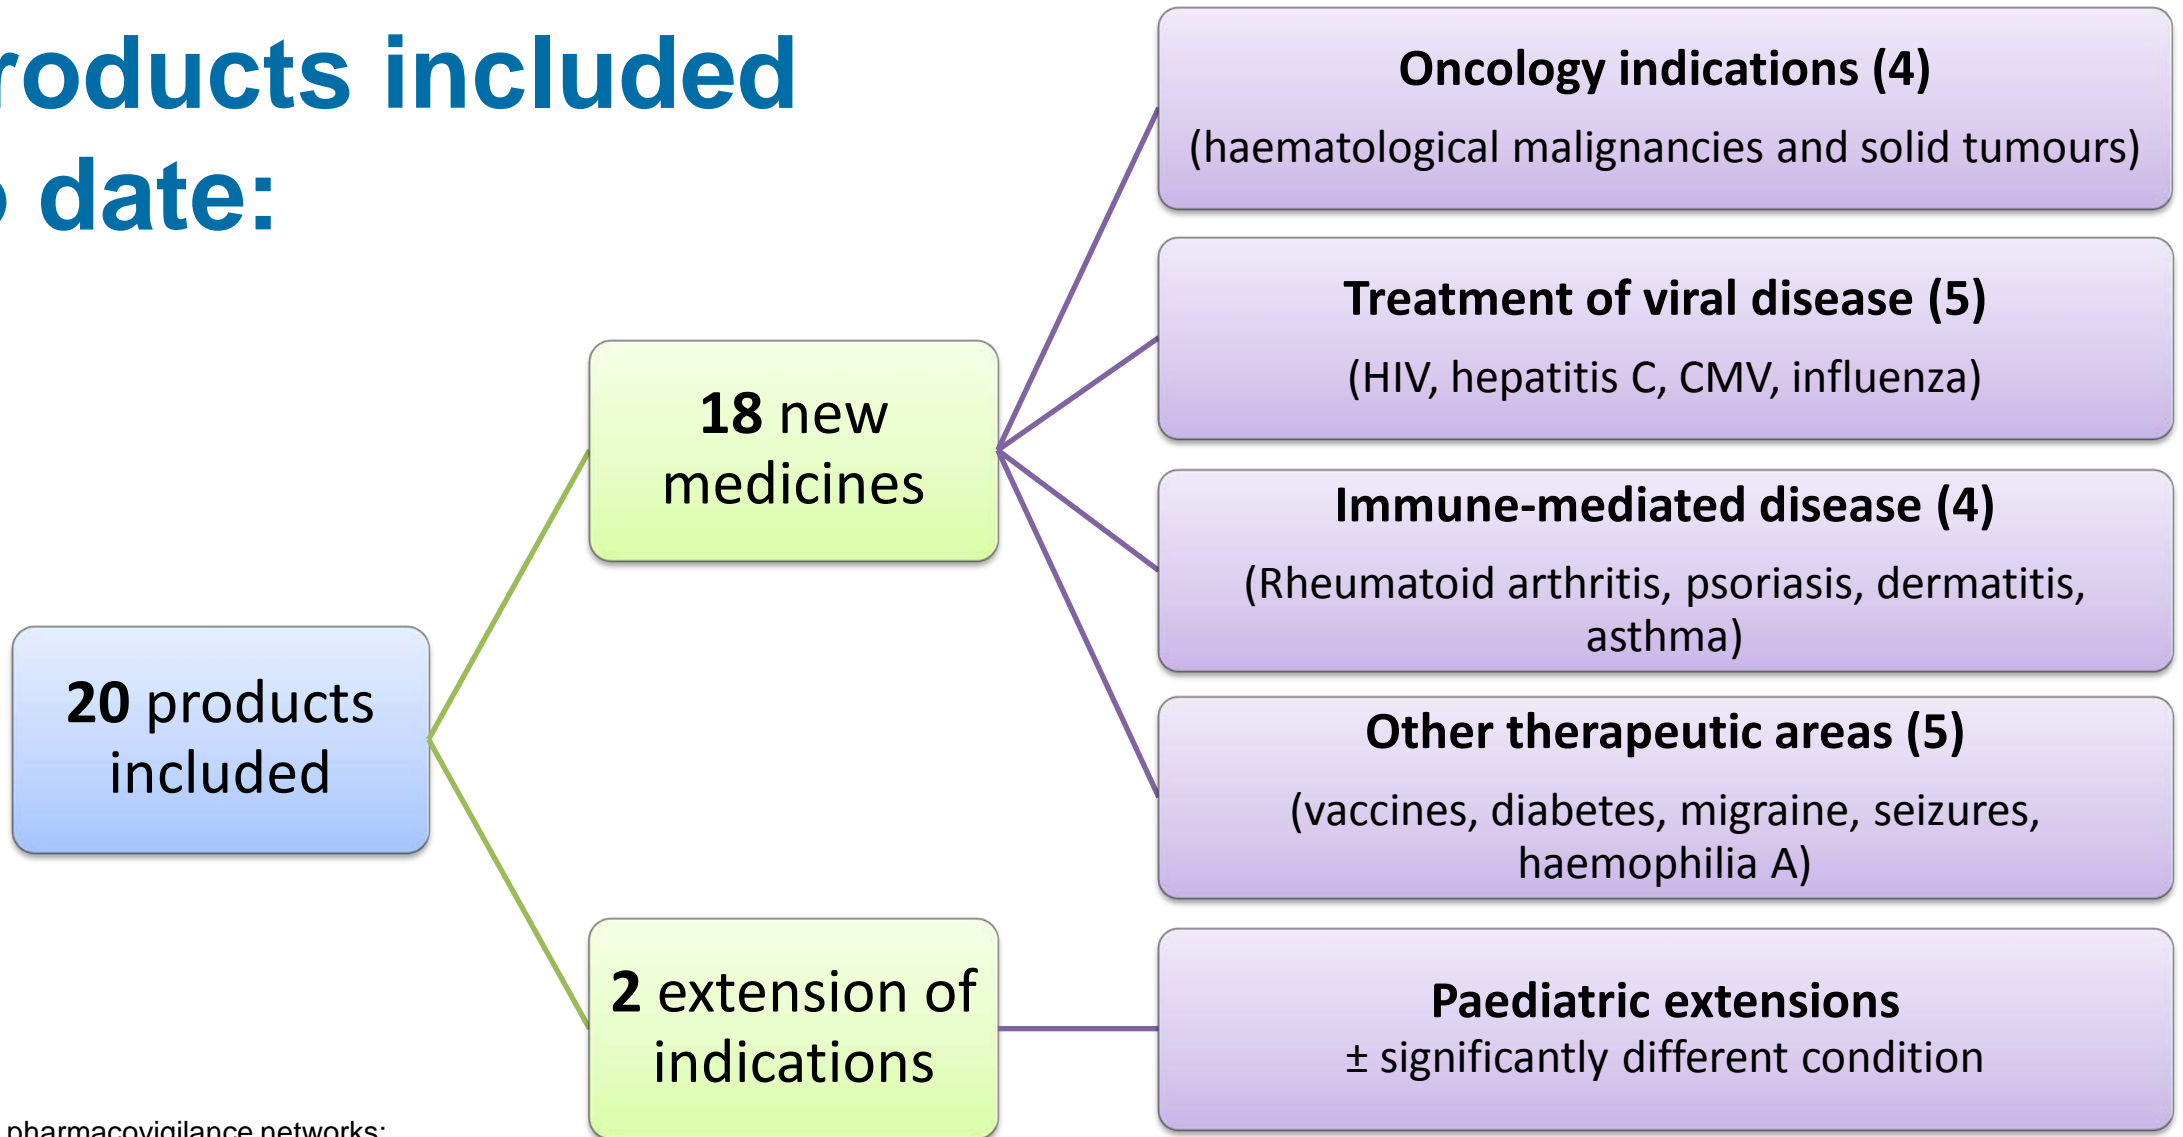 roducts included
date:
20 products
included
18 new
medicines
2 extension of
indications
Oncology indications (4)
(haematological malignancies and solid tumours)
Treatment of viral disease (5)
(HIV, hepatitis C, CMV, influenza)
Immune-mediated disease (4)
(Rheumatoid arthritis, psoriasis, dermatitis,
asthma)
Other therapeutic areas (5)
(vaccines, diabetes, migraine, seizures,
haemophilia A)
Paediatric extensions
± significantly different condition
pharmacovigilance networks: